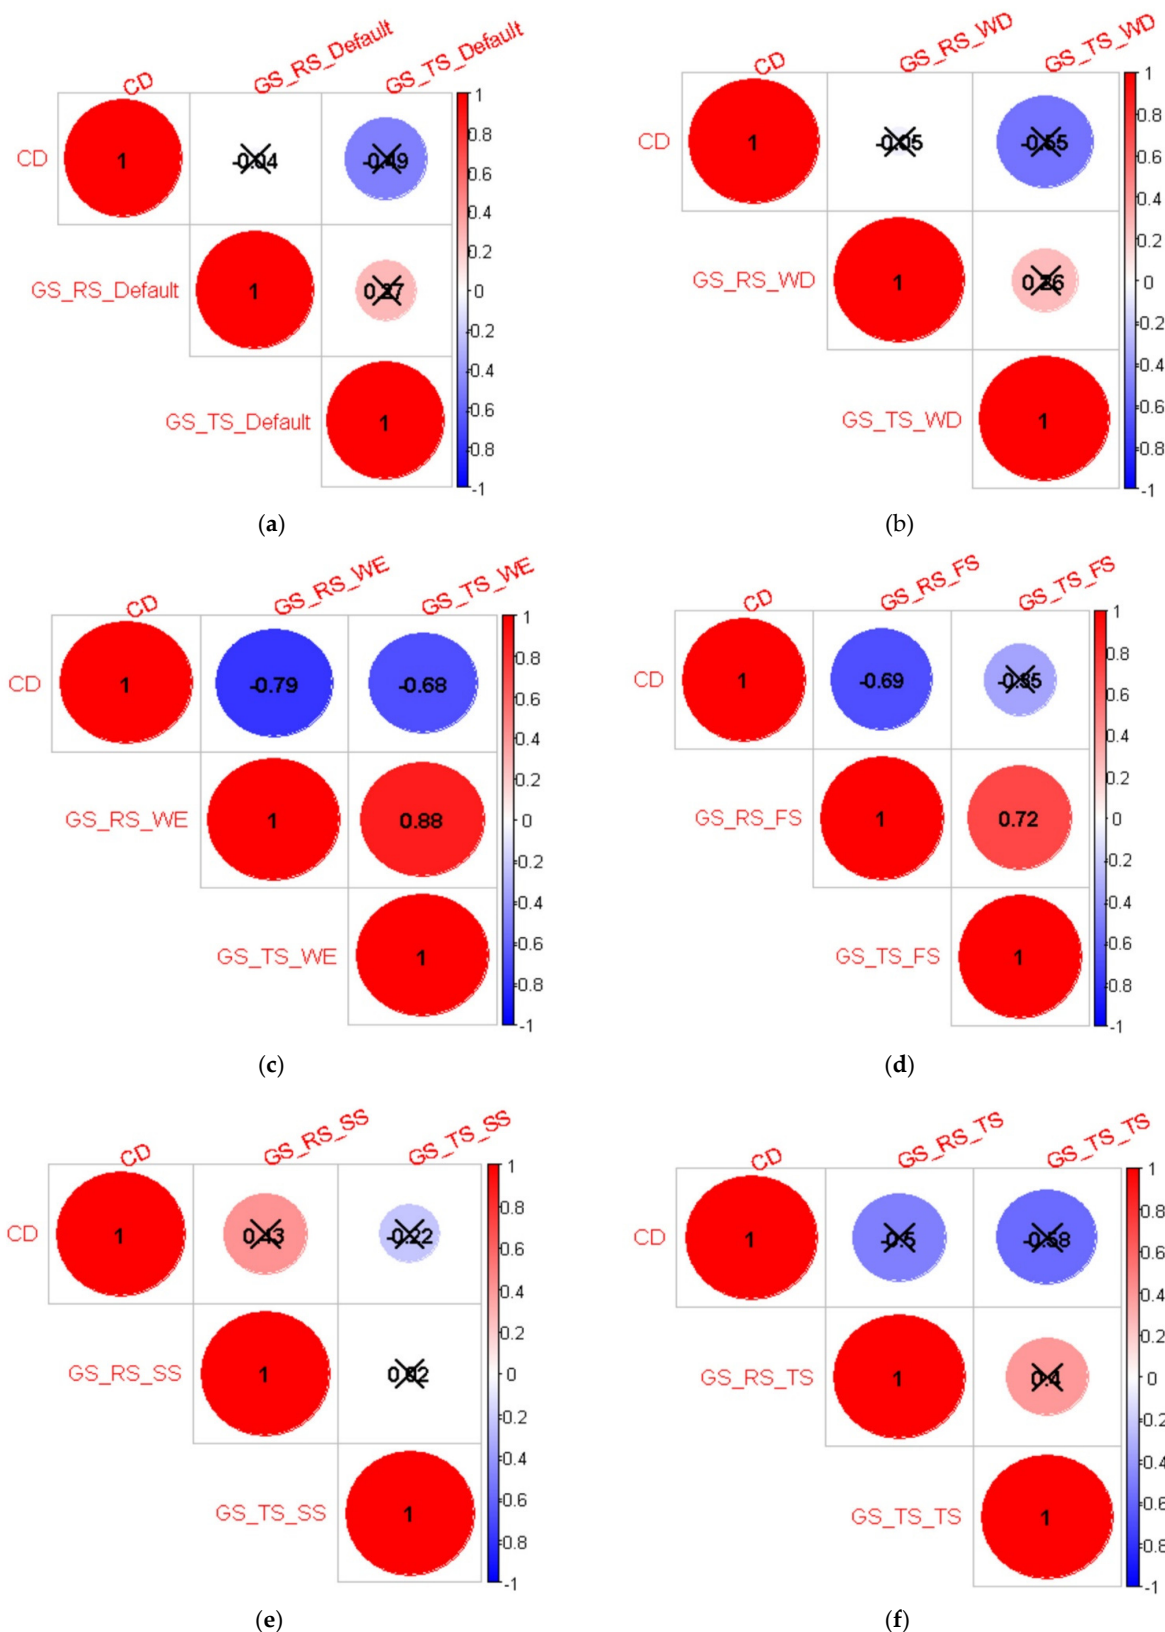 CD GS_RS_Default GS_TS_Default
CD 1 -0.04 -0.49
GS_RS_Default 1 0.27
GS_TS_Default 1
1
0.8
0.6
0.4
0.2
0
-0.2
-0.4
-0.6
-0.8
-1
(a)
CD GS_RS_WD GS_TS_WD
CD 1 -0.05 -0.55
GS_RS_WD 1 0.26
GS_TS_WD 1
1
0.8
0.6
0.4
0.2
0
-0.2
-0.4
-0.6
-0.8
-1
(b)
CD GS_RS_WE GS_TS_WE
CD 1 -0.79 -0.68
GS_RS_WE 1 0.88
GS_TS_WE 1
1
0.8
0.6
0.4
0.2
0
-0.2
-0.4
-0.6
-0.8
-1
(c)
CD GS_RS_FS GS_TS_FS
CD 1 -0.69 -0.35
GS_RS_FS 1 0.72
GS_TS_FS 1
1
0.8
0.6
0.4
0.2
0
-0.2
-0.4
-0.6
-0.8
-1
(d)
CD GS_RS_SS GS_TS_SS
CD 1 0.43 -0.22
GS_RS_SS 1 0.02
GS_TS_SS 1
1
0.8
0.6
0.4
0.2
0
-0.2
-0.4
-0.6
-0.8
-1
(e)
CD GS_RS_TS GS_TS_TS
CD 1 -0.5 -0.58
GS_RS_TS 1 0.4
GS_TS_TS 1
1
0.8
0.6
0.4
0.2
0
-0.2
-0.4
-0.6
-0.8
-1
(f)